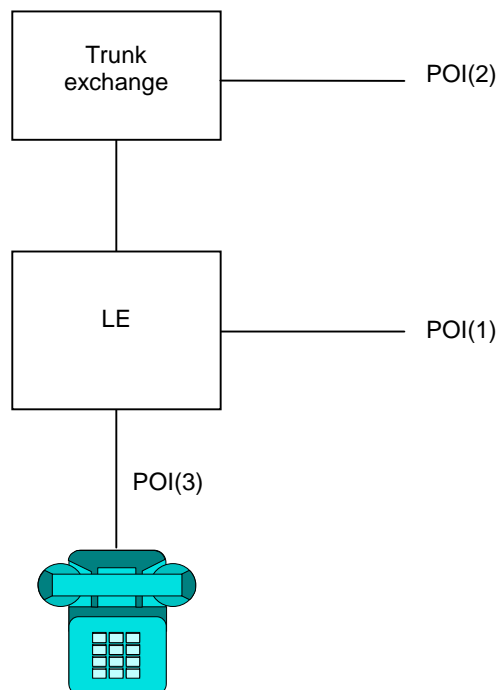 Trunk
exchange
POI(2)
LE
POI(1)
POI(3)